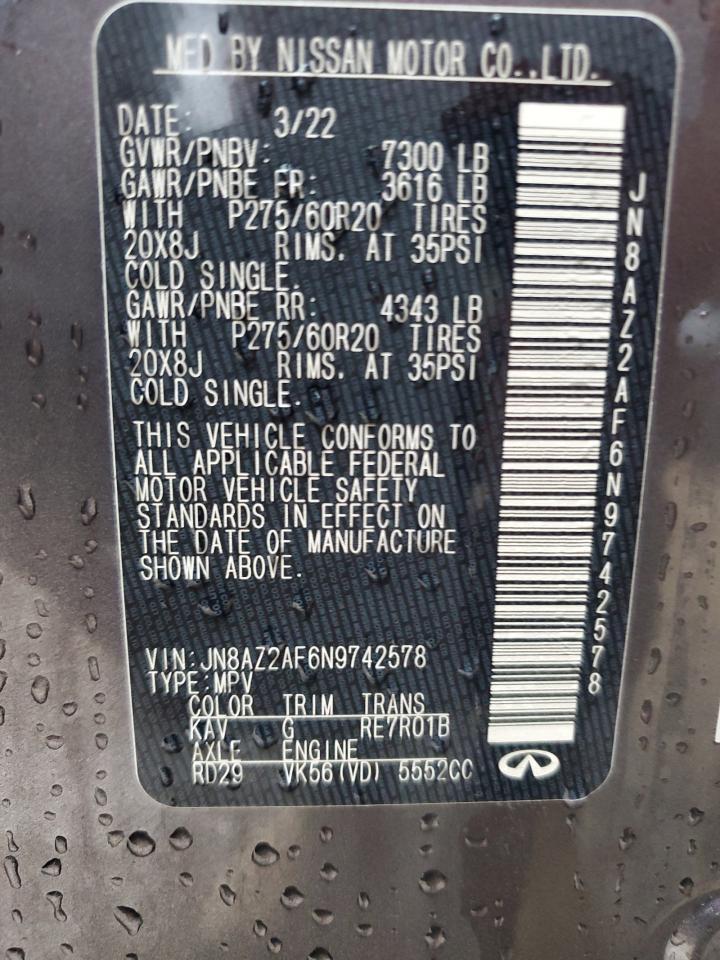 MFD BY NISSAN MOTOR CO.,LTD.
DATE: 3/22
GVWR/PNBV: 7300 LB
GAWR/PNBE FR: 3616 LB
WITH P275/60R20 TIRES
20X8J RIMS. AT 35PSI
COLD SINGLE.
GAWR/PNBE RR: 4343 LB
WITH P275/60R20 TIRES
20X8J RIMS. AT 35PSI
COLD SINGLE.
THIS VEHICLE CONFORMS TO
ALL APPLICABLE FEDERAL
MOTOR VEHICLE SAFETY
STANDARDS IN EFFECT ON
THE DATE OF MANUFACTURE
SHOWN ABOVE.
VIN:JN8AZ2AF6N9742578
TYPE:MPV
COLOR TRIM TRANS
KAV G RE7R01B
AXLE ENGINE
RD29 VK56(VD) 5552CC
JN8AZ2AF6N9742578